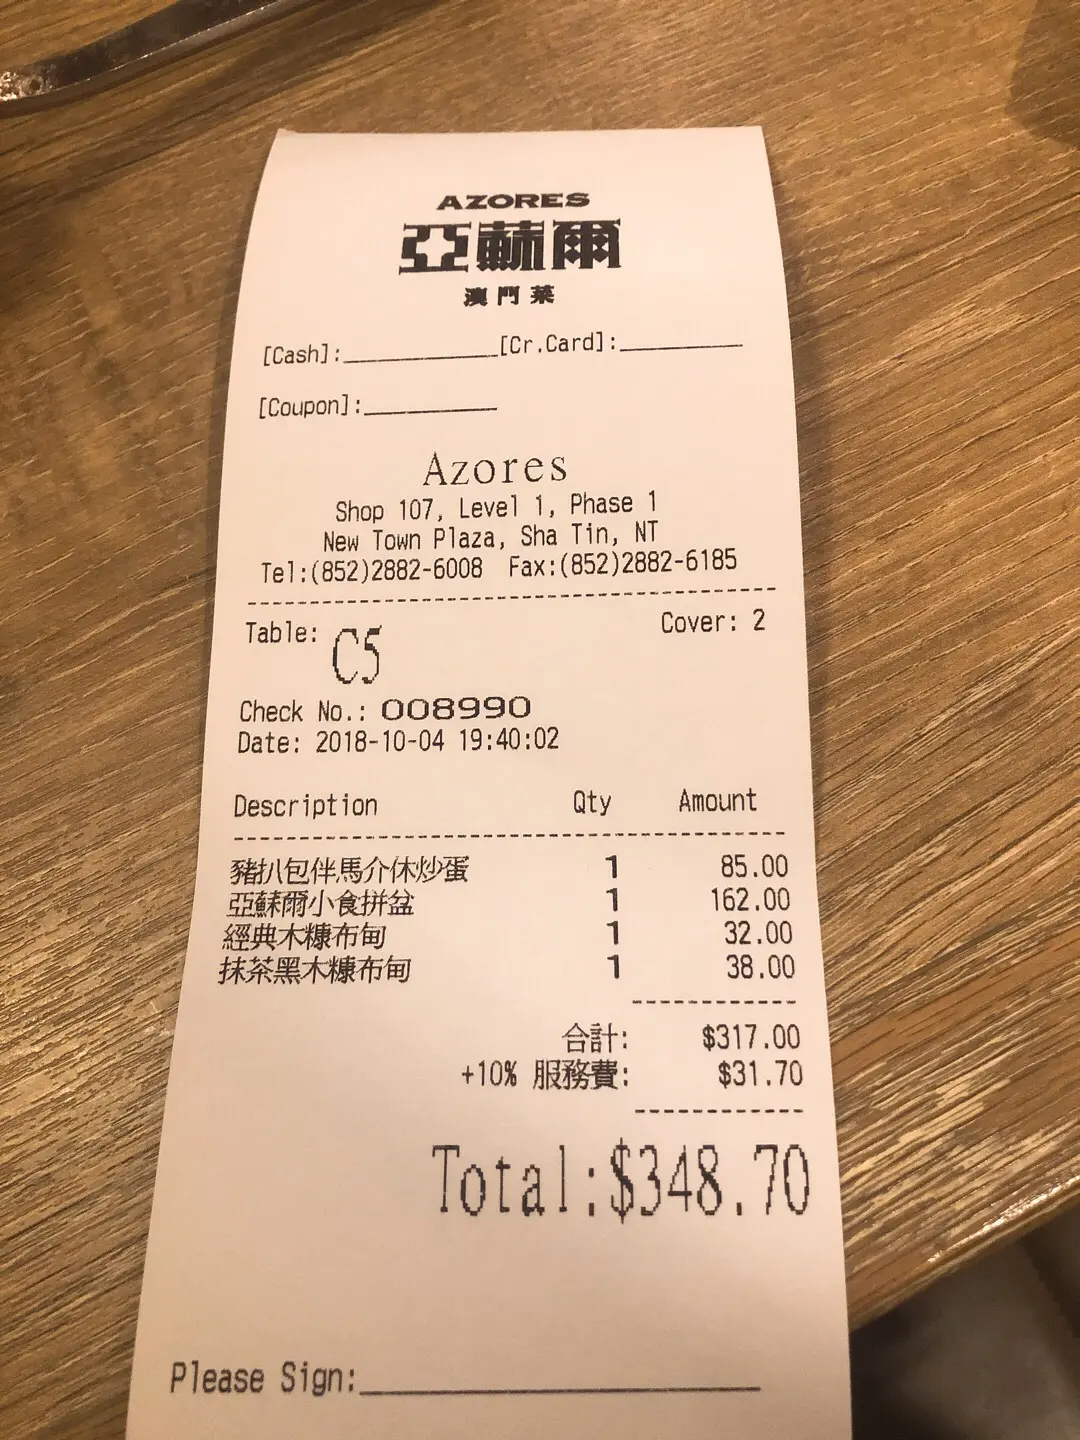 AZORES
亞蘇爾
澳門菜
[Cash]:____________[Cr.Card]:__________
[Coupon]:___________
Azores
Shop 107, Level 1, Phase 1
New Town Plaza, Sha Tin, NT
Tel:(852)2882-6008 Fax:(852)2882-6185
Table: C5 Cover: 2
Check No.: 008990
Date: 2018-10-04 19:40:02
Description Qty Amount
豬扒包伴馬介休炒蛋 1 85.00
亞蘇爾小食拼盆 1 162.00
經典木糠布甸 1 32.00
抹茶黑木糠布甸 1 38.00
合計: $317.00
+10% 服務費: $31.70
Total:$348.70
Please Sign:_________________________